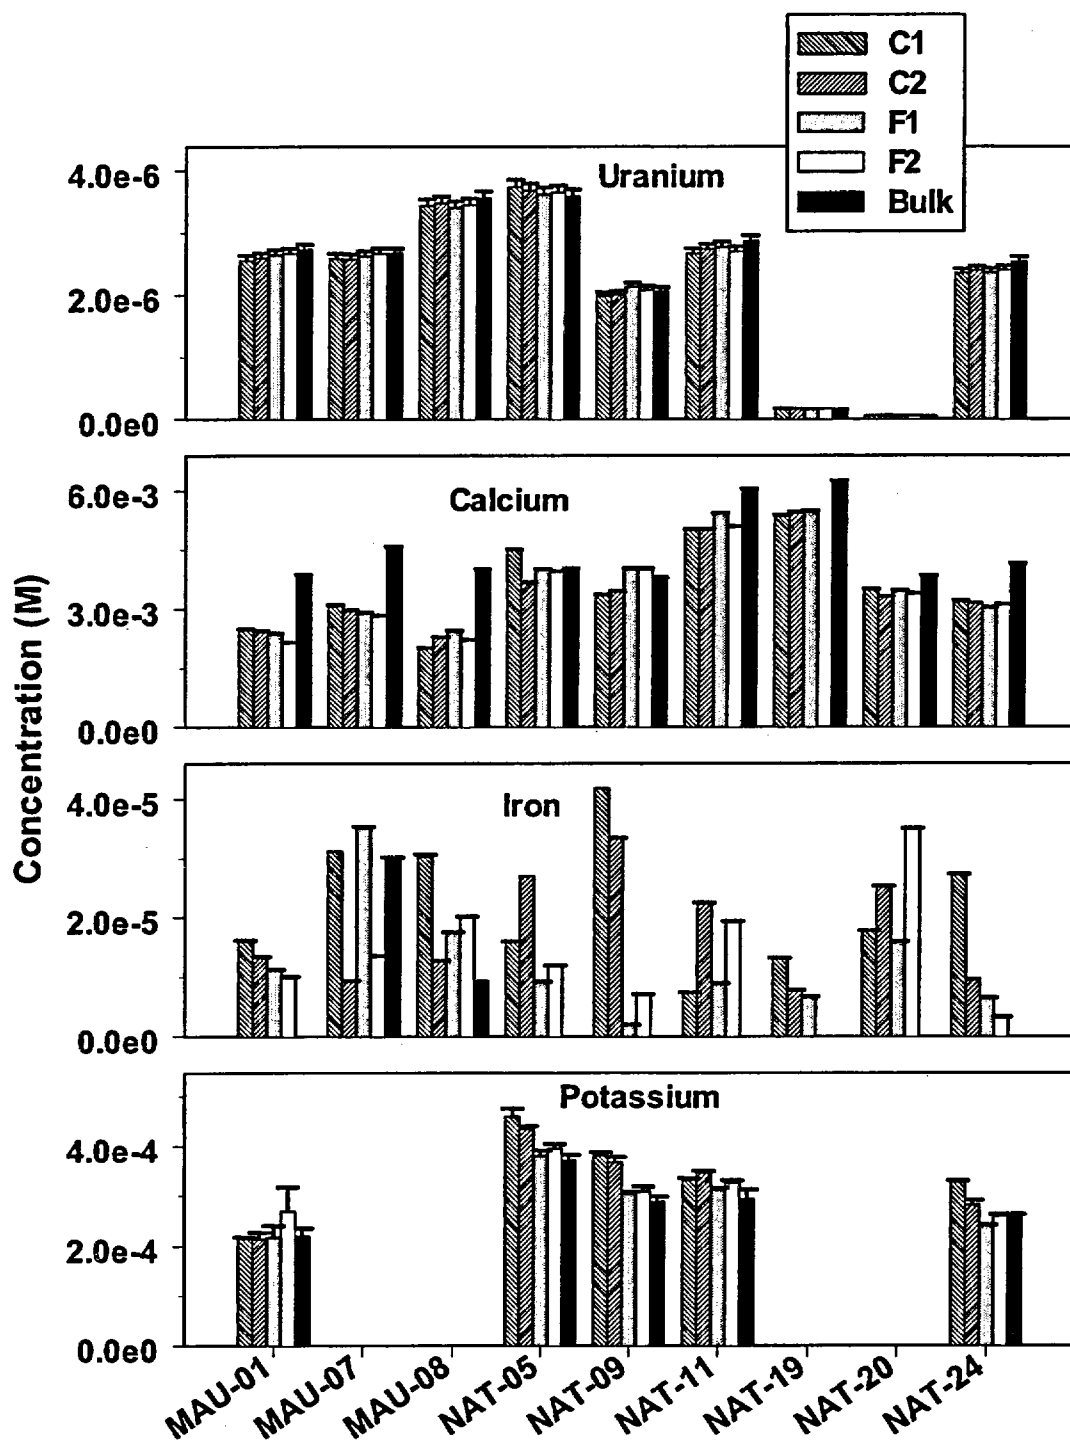 C1
C2
F1
F2
Bulk
Uranium
4.0e-6
2.0e-6
0.0e0
Calcium
6.0e-3
3.0e-3
0.0e0
Concentration (M)
Iron
4.0e-5
2.0e-5
0.0e0
Potassium
4.0e-4
2.0e-4
0.0e0
MAU-01
MAU-07
MAU-08
NAT-05
NAT-09
NAT-11
NAT-19
NAT-20
NAT-24